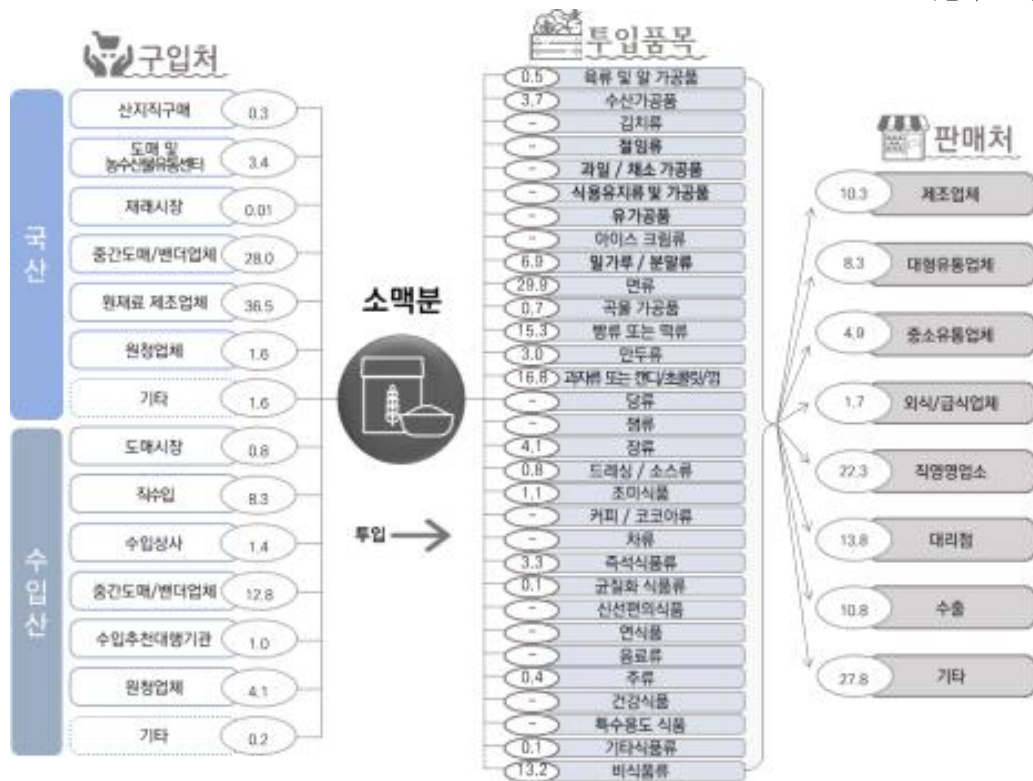 구입처
국산
산지직구매 0.3
도매 및
농수산물유통센터 3.4
재래시장 0.01
중간도매/밴더업체 28.0
원재료 제조업체 36.5
원청업체 1.6
기타 1.6
수입산
도매시장 0.8
직수입 8.3
수입상사 1.4
중간도매/밴더업체 12.8
수입추천대행기관 1.0
원청업체 4.1
기타 0.2
소맥분
투입
투입품목
0.5 육류 및 알 가공품
3.7 수산가공품
- 김치류
- 절임류
- 과일 / 채소 가공품
- 식용유지류 및 가공품
- 유가공품
- 아이스 크림류
6.9 밀가루 / 분말류
29.9 면류
0.7 곡물 가공품
15.3 빵류 또는 떡류
3.0 만두류
16.8 과자류 또는 캔디/초콜릿/껌
- 당류
- 잼류
4.1 장류
0.8 드레싱 / 소스류
1.1 조미식품
- 커피 / 코코아류
- 차류
3.3 즉석식품류
0.1 균질화 식품류
- 신선편의식품
- 연식품
- 음료류
0.4 주류
- 건강식품
- 특수용도 식품
0.1 기타식품류
13.2 비식품류
판매처
10.3 제조업체
8.3 대형유통업체
4.9 중소유통업체
1.7 외식/급식업체
22.3 직영영업소
13.8 대리점
10.8 수출
27.8 기타